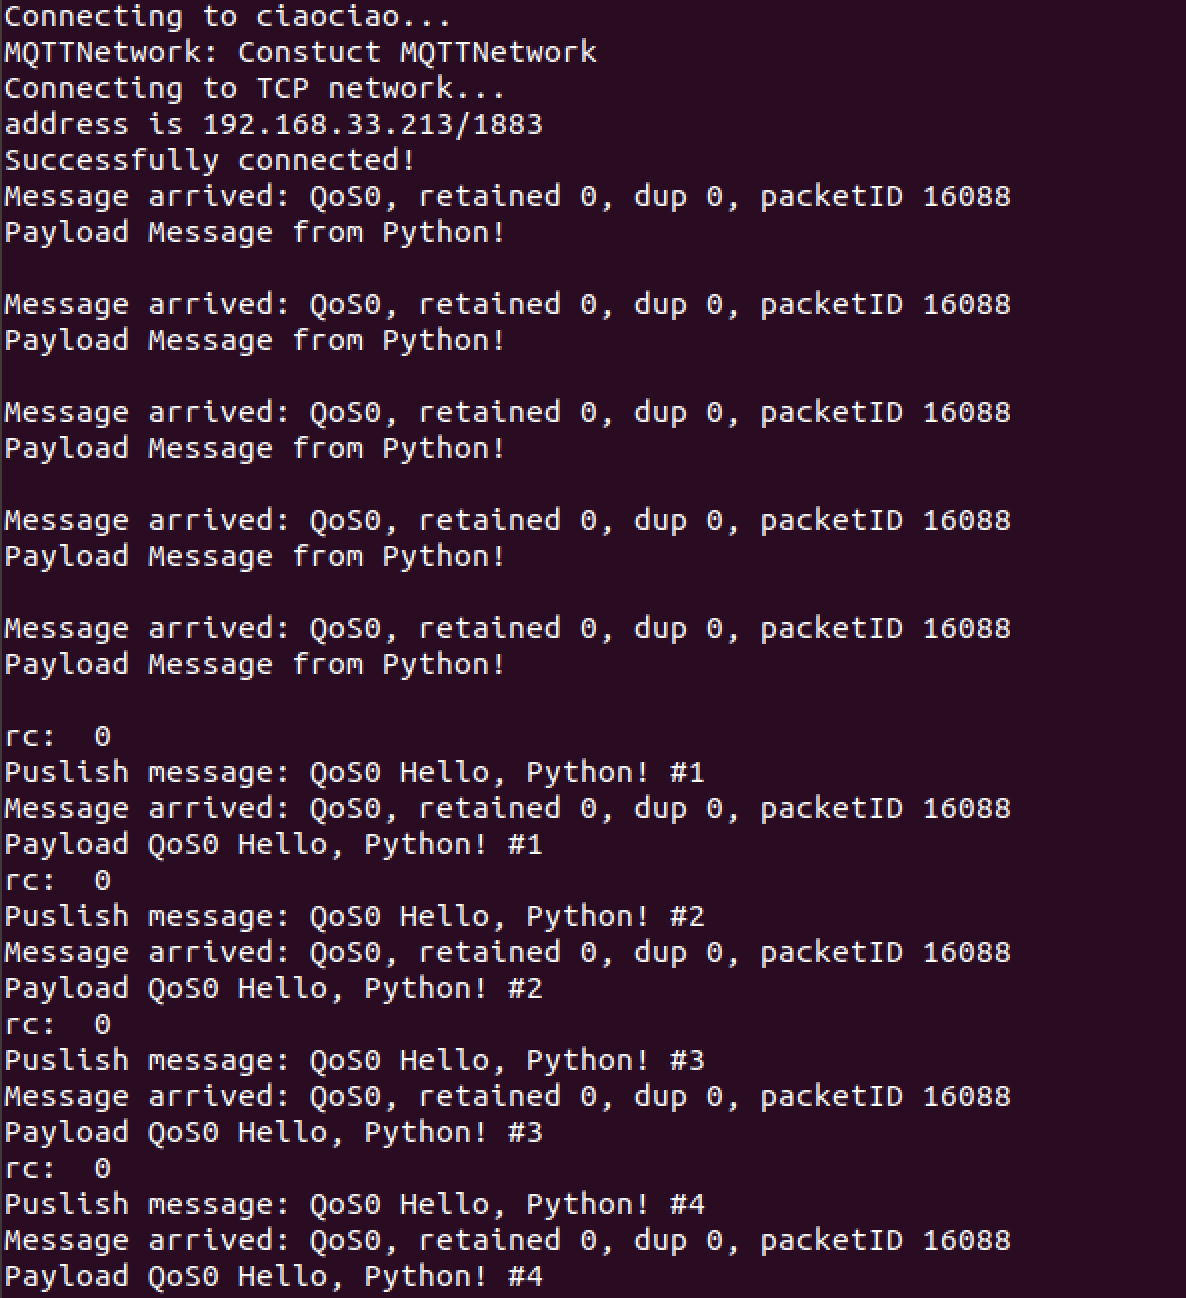 Connecting to ciaociao...
MQTTNetwork: Constuct MQTTNetwork
Connecting to TCP network...
address is 192.168.33.213/1883
Successfully connected!
Message arrived: QoS0, retained 0, dup 0, packetID 16088
Payload Message from Python!
Message arrived: QoS0, retained 0, dup 0, packetID 16088
Payload Message from Python!
Message arrived: QoS0, retained 0, dup 0, packetID 16088
Payload Message from Python!
Message arrived: QoS0, retained 0, dup 0, packetID 16088
Payload Message from Python!
Message arrived: QoS0, retained 0, dup 0, packetID 16088
Payload Message from Python!
rc:  0
Puslish message: QoS0 Hello, Python! #1
Message arrived: QoS0, retained 0, dup 0, packetID 16088
Payload QoS0 Hello, Python! #1
rc:  0
Puslish message: QoS0 Hello, Python! #2
Message arrived: QoS0, retained 0, dup 0, packetID 16088
Payload QoS0 Hello, Python! #2
rc:  0
Puslish message: QoS0 Hello, Python! #3
Message arrived: QoS0, retained 0, dup 0, packetID 16088
Payload QoS0 Hello, Python! #3
rc:  0
Puslish message: QoS0 Hello, Python! #4
Message arrived: QoS0, retained 0, dup 0, packetID 16088
Payload QoS0 Hello, Python! #4